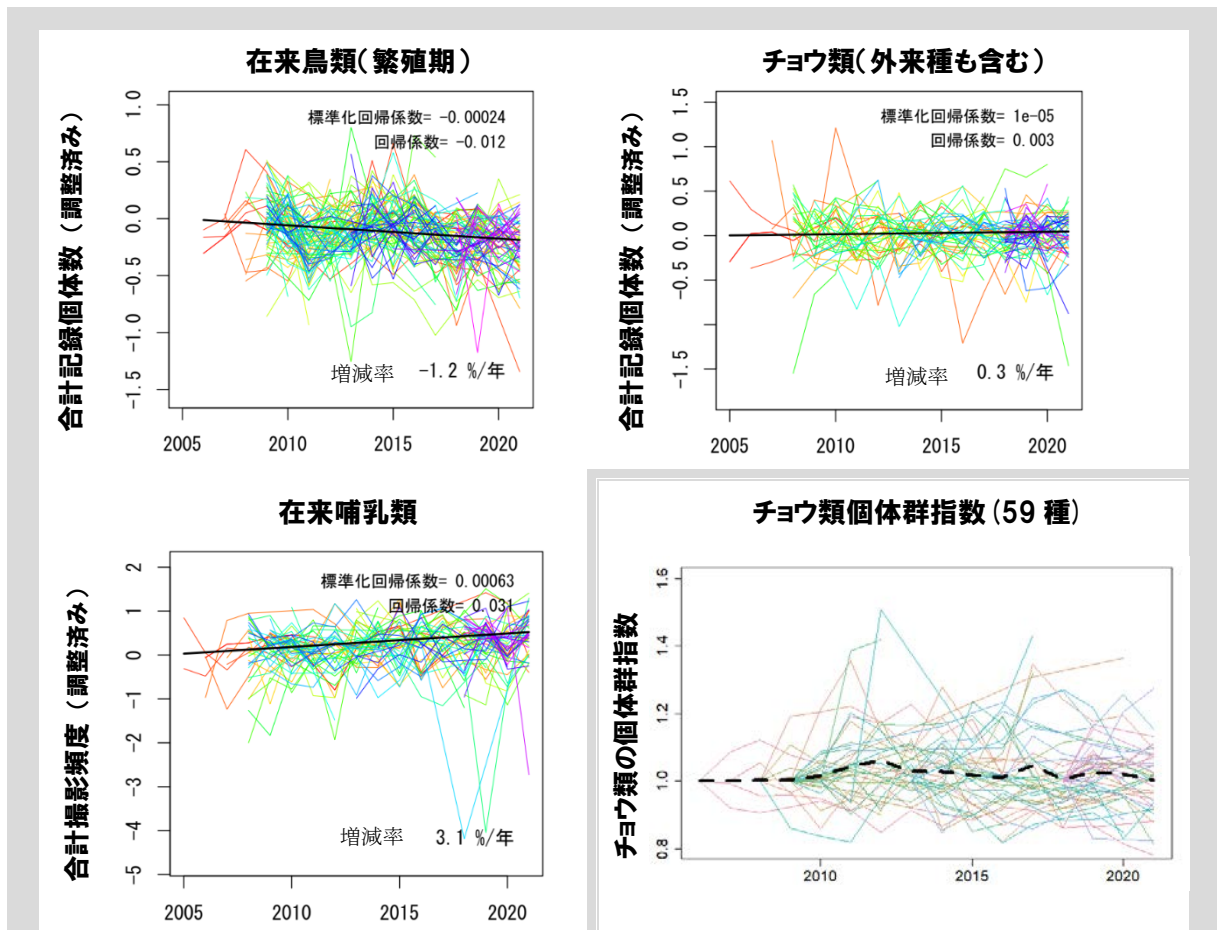 在来鳥類(繁殖期)
合計記録個体数(調整済み)
1.0
0.5
0.0
-0.5
-1.0
-1.5
標準化回帰係数= -0.00024
回帰係数= -0.012
増減率 -1.2 %/年
2005 2010 2015 2020
チョウ類(外来種も含む)
合計記録個体数(調整済み)
1.5
1.0
0.5
0.0
-0.5
-1.5
標準化回帰係数= 1e-05
回帰係数= 0.003
増減率 0.3 %/年
2005 2010 2015 2020
在来哺乳類
合計撮影頻度(調整済み)
2
1
0
-1
-2
-3
-4
-5
標準化回帰係数= 0.00063
回帰係数= 0.031
増減率 3.1 %/年
2005 2010 2015 2020
チョウ類個体群指数(59 種)
チョウ類の個体群指数
1.6
1.4
1.2
1.0
0.8
2010 2015 2020